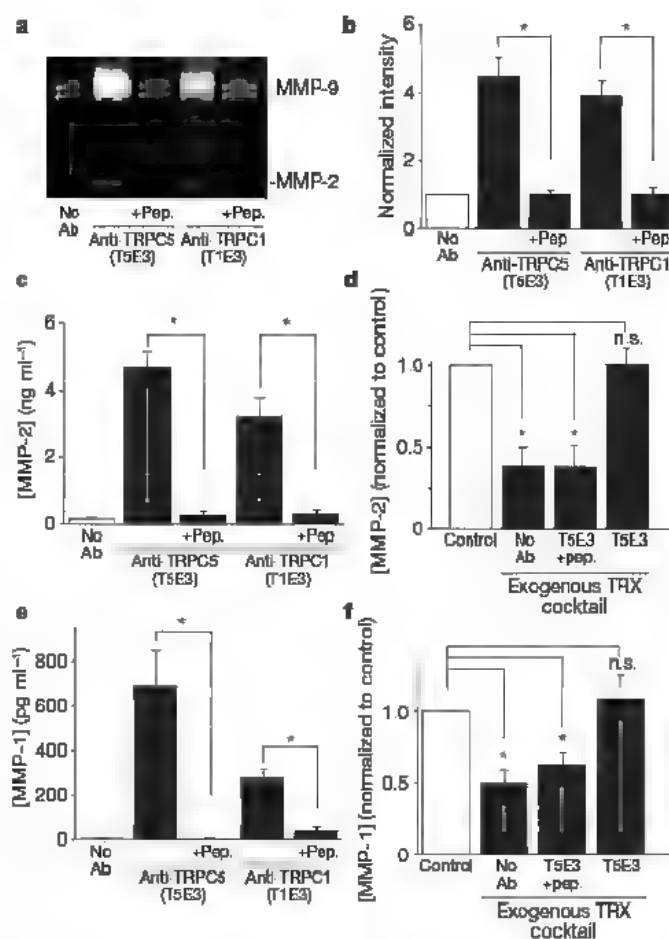 a
MMP-9
-MMP-2
No
Ab
+Pep.
+Pep.
Anti-TRPC5
(T5E3)
Anti-TRPC1
(T1E3)
b
Normalized intensity
6
4
2
0
No
Ab
+Pep
+Pep.
Anti-TRPC5
(T5E3)
Anti-TRPC1
(T1E3)
*
*
c
[MMP-2] (ng ml⁻¹)
6
4
2
0
*
*
No
Ab
+Pep.
+Pep
Anti-TRPC5
(T5E3)
Anti-TRPC1
(T1E3)
d
[MMP-2] (normalized to control)
1.0
0.5
0
n.s.
*
*
Control
No
Ab
T5E3
+pep.
T5E3
Exogenous TRX
cocktail
e
[MMP-1] (pg ml⁻¹)
800
600
400
200
0
*
*
No
Ab
+Pep.
+Pep.
Anti-TRPC5
(T5E3)
Anti-TRPC1
(T1E3)
f
[MMP-1] (normalized to control)
1.0
0.5
0
n.s.
*
*
Control
No
Ab
T5E3
+pep.
T5E3
Exogenous TRX
cocktail